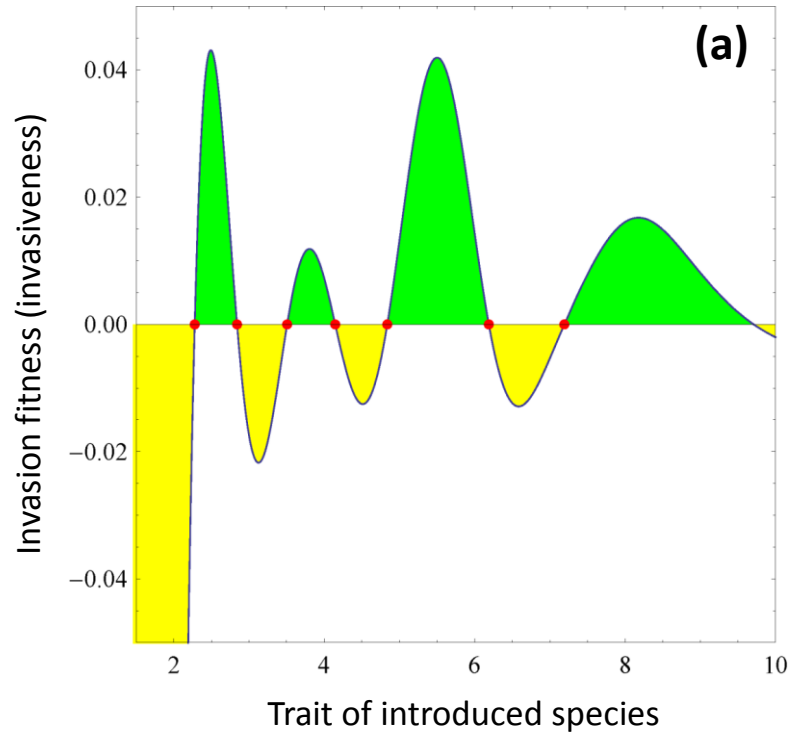 (a)
Invasion fitness (invasiveness)
0.04
0.02
0.00
−0.02
−0.04
2 4 6 8 10
Trait of introduced species